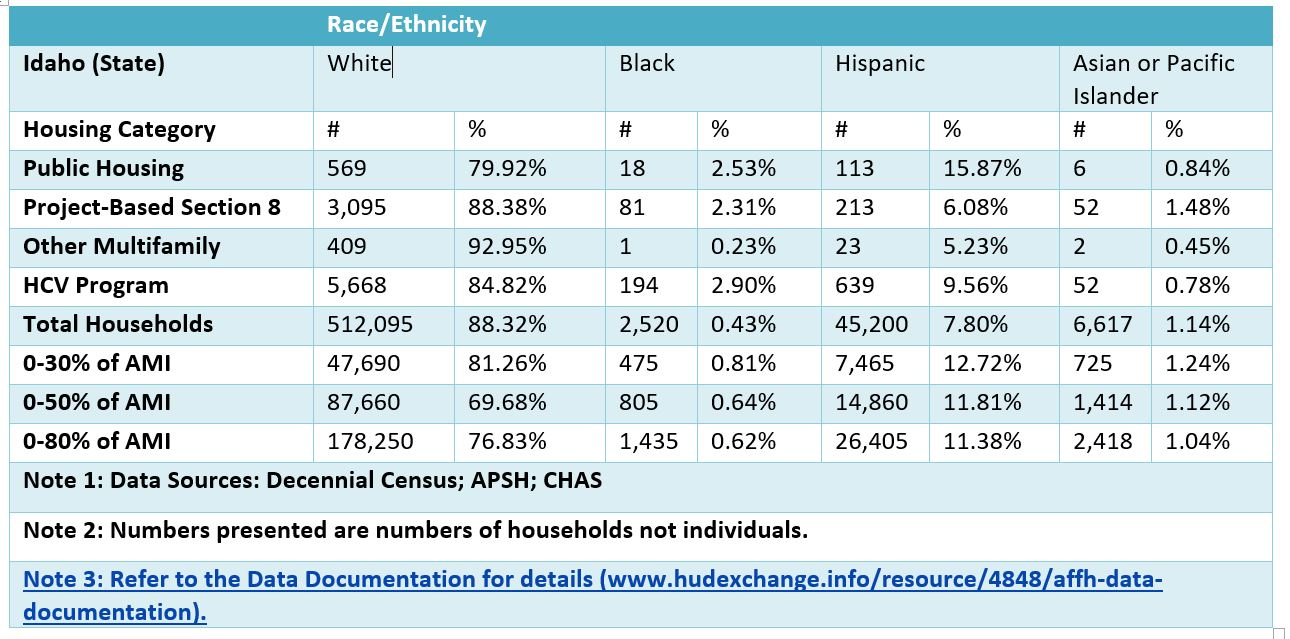 Race/Ethnicity
Idaho (State) White Black Hispanic Asian or Pacific
Islander
Housing Category # % # % # % # %
Public Housing 569 79.92% 18 2.53% 113 15.87% 6 0.84%
Project-Based Section 8 3,095 88.38% 81 2.31% 213 6.08% 52 1.48%
Other Multifamily 409 92.95% 1 0.23% 23 5.23% 2 0.45%
HCV Program 5,668 84.82% 194 2.90% 639 9.56% 52 0.78%
Total Households 512,095 88.32% 2,520 0.43% 45,200 7.80% 6,617 1.14%
0-30% of AMI 47,690 81.26% 475 0.81% 7,465 12.72% 725 1.24%
0-50% of AMI 87,660 69.68% 805 0.64% 14,860 11.81% 1,414 1.12%
0-80% of AMI 178,250 76.83% 1,435 0.62% 26,405 11.38% 2,418 1.04%
Note 1: Data Sources: Decennial Census; APSH; CHAS
Note 2: Numbers presented are numbers of households not individuals.
Note 3: Refer to the Data Documentation for details (www.hudexchange.info/resource/4848/affh-data-
documentation).